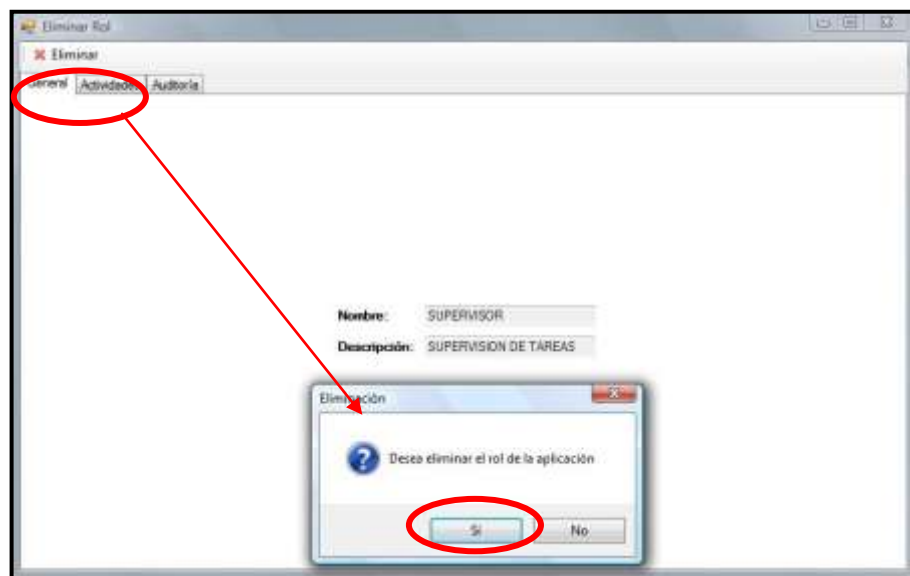 Eliminar Rol
Eliminar
General Actividades Auditoría
Nombre: SUPERVISOR
Descripción: SUPERVISION DE TAREAS
Eliminación
Desea eliminar el rol de la aplicación
Sí No